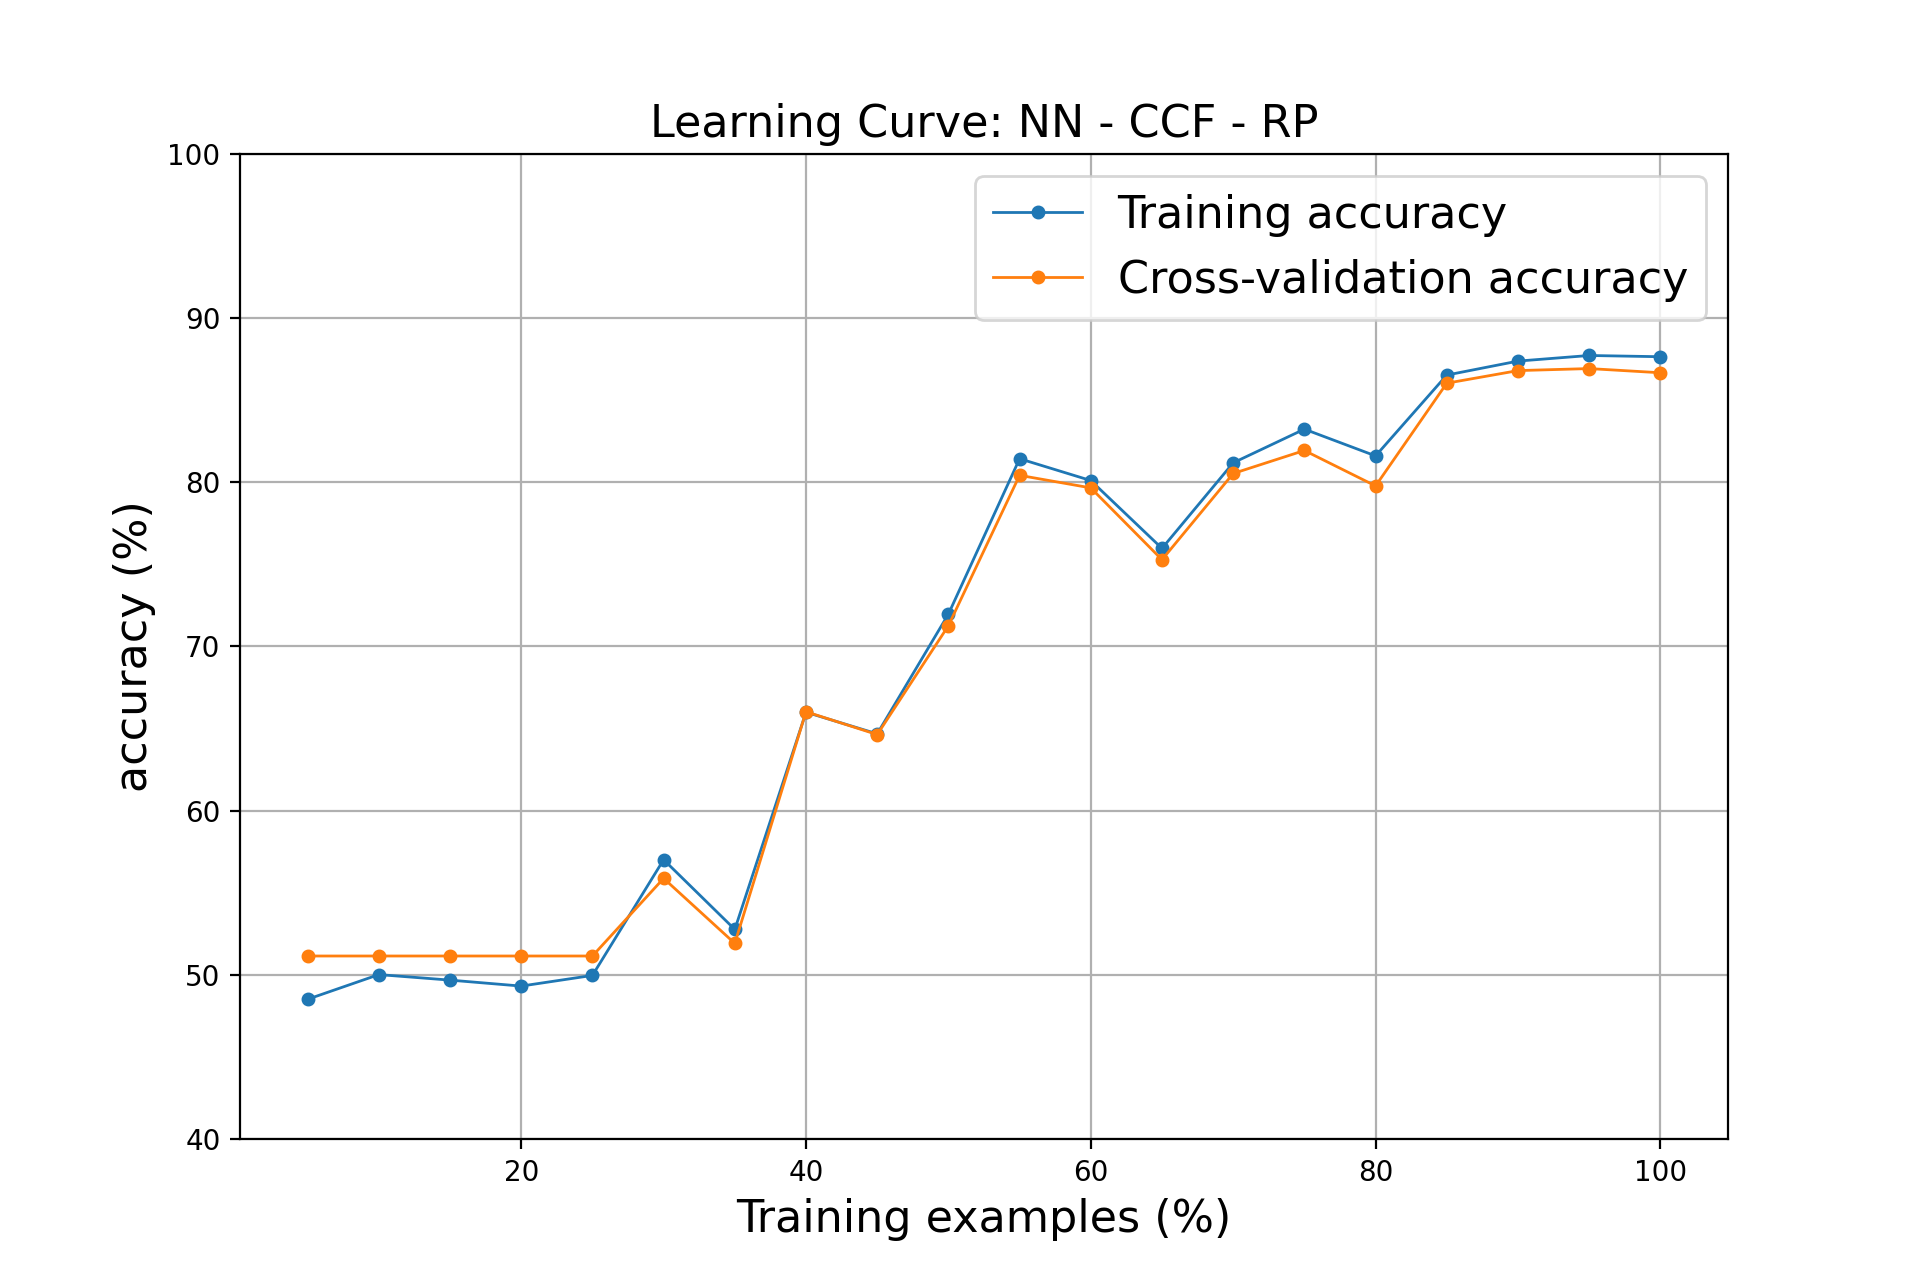 Learning Curve: NN - CCF - RP
100
90
80
70
60
50
40
accuracy (%)
Training accuracy
Cross-validation accuracy
20 40 60 80 100
Training examples (%)